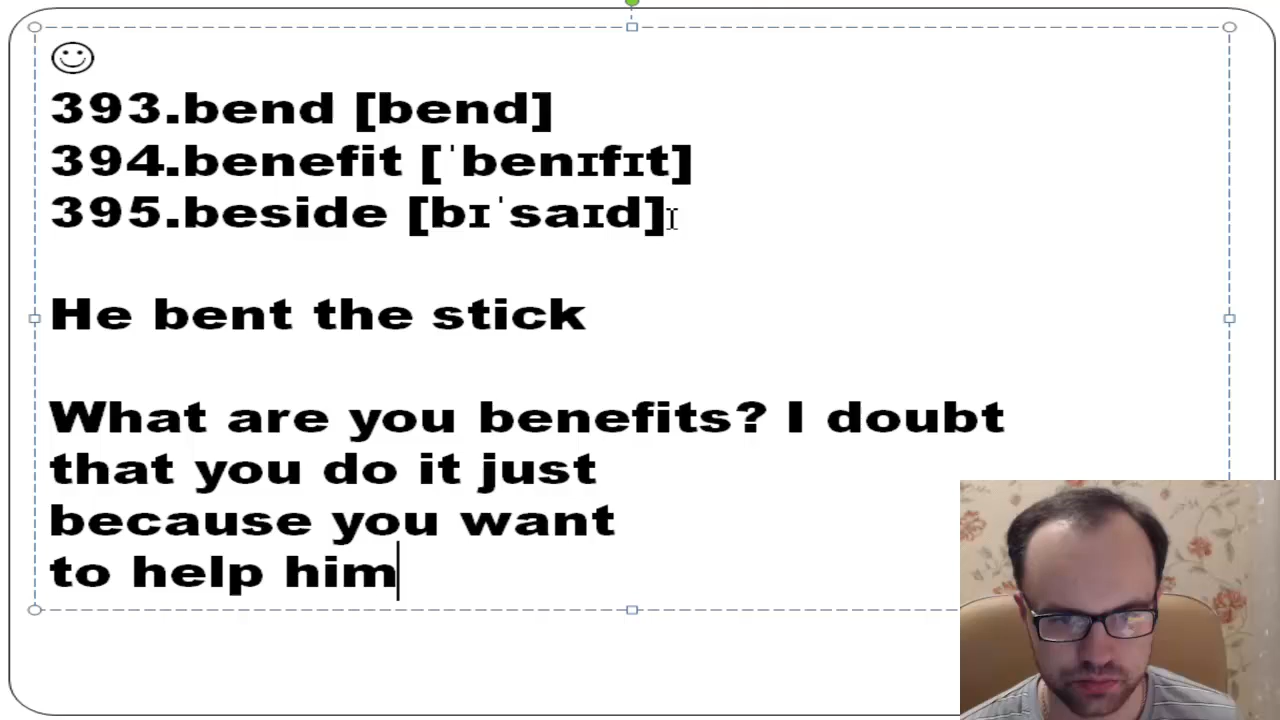 393.bend [bend]
394.benefit [ˈbenɪfɪt]
395.beside [bɪˈsaɪd]
He bent the stick
What are you benefits? I doubt
that you do it just
because you want
to help him